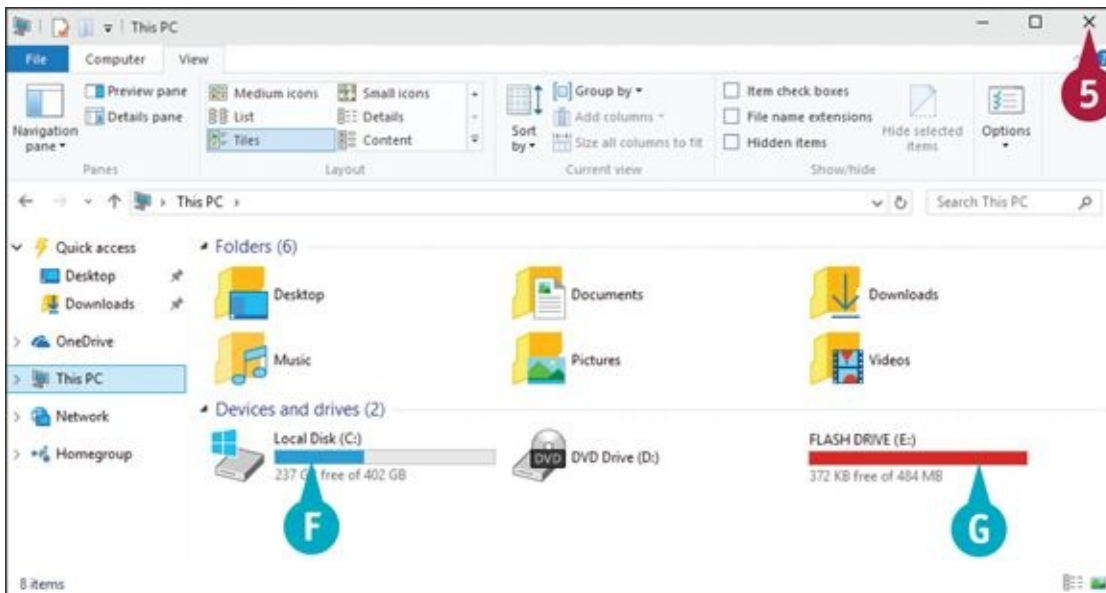 This PC
File Computer View
5
Navigation pane
Preview pane
Details pane
Panes
Medium icons Small icons
List Details
Tiles Content
Layout
Sort by
Group by
Add columns
Size all columns to fit
Current view
Item check boxes
File name extensions
Hidden items
Hide selected items
Show/hide
Options
This PC
Search This PC
Quick access
Desktop
Downloads
OneDrive
This PC
Network
Homegroup
Folders (6)
Desktop Documents Downloads
Music Pictures Videos
Devices and drives (2)
Local Disk (C:)
237 free of 402 GB
F
DVD
DVD Drive (D:)
FLASH DRIVE (E:)
372 KB free of 484 MB
G
8 items